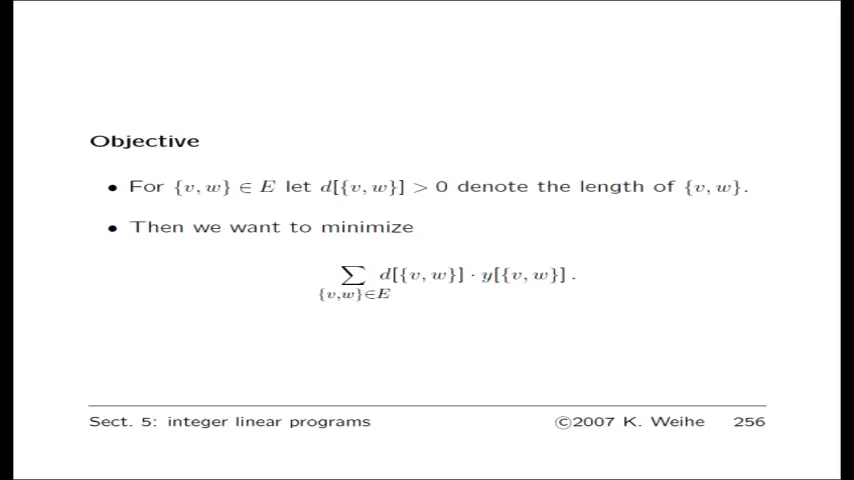 Objective
• For {v, w} ∈ E let d[{v, w}] > 0 denote the length of {v, w}.
• Then we want to minimize
∑ d[{v, w}] · y[{v, w}] .
{v,w}∈E
Sect. 5: integer linear programs ©2007 K. Weihe 256